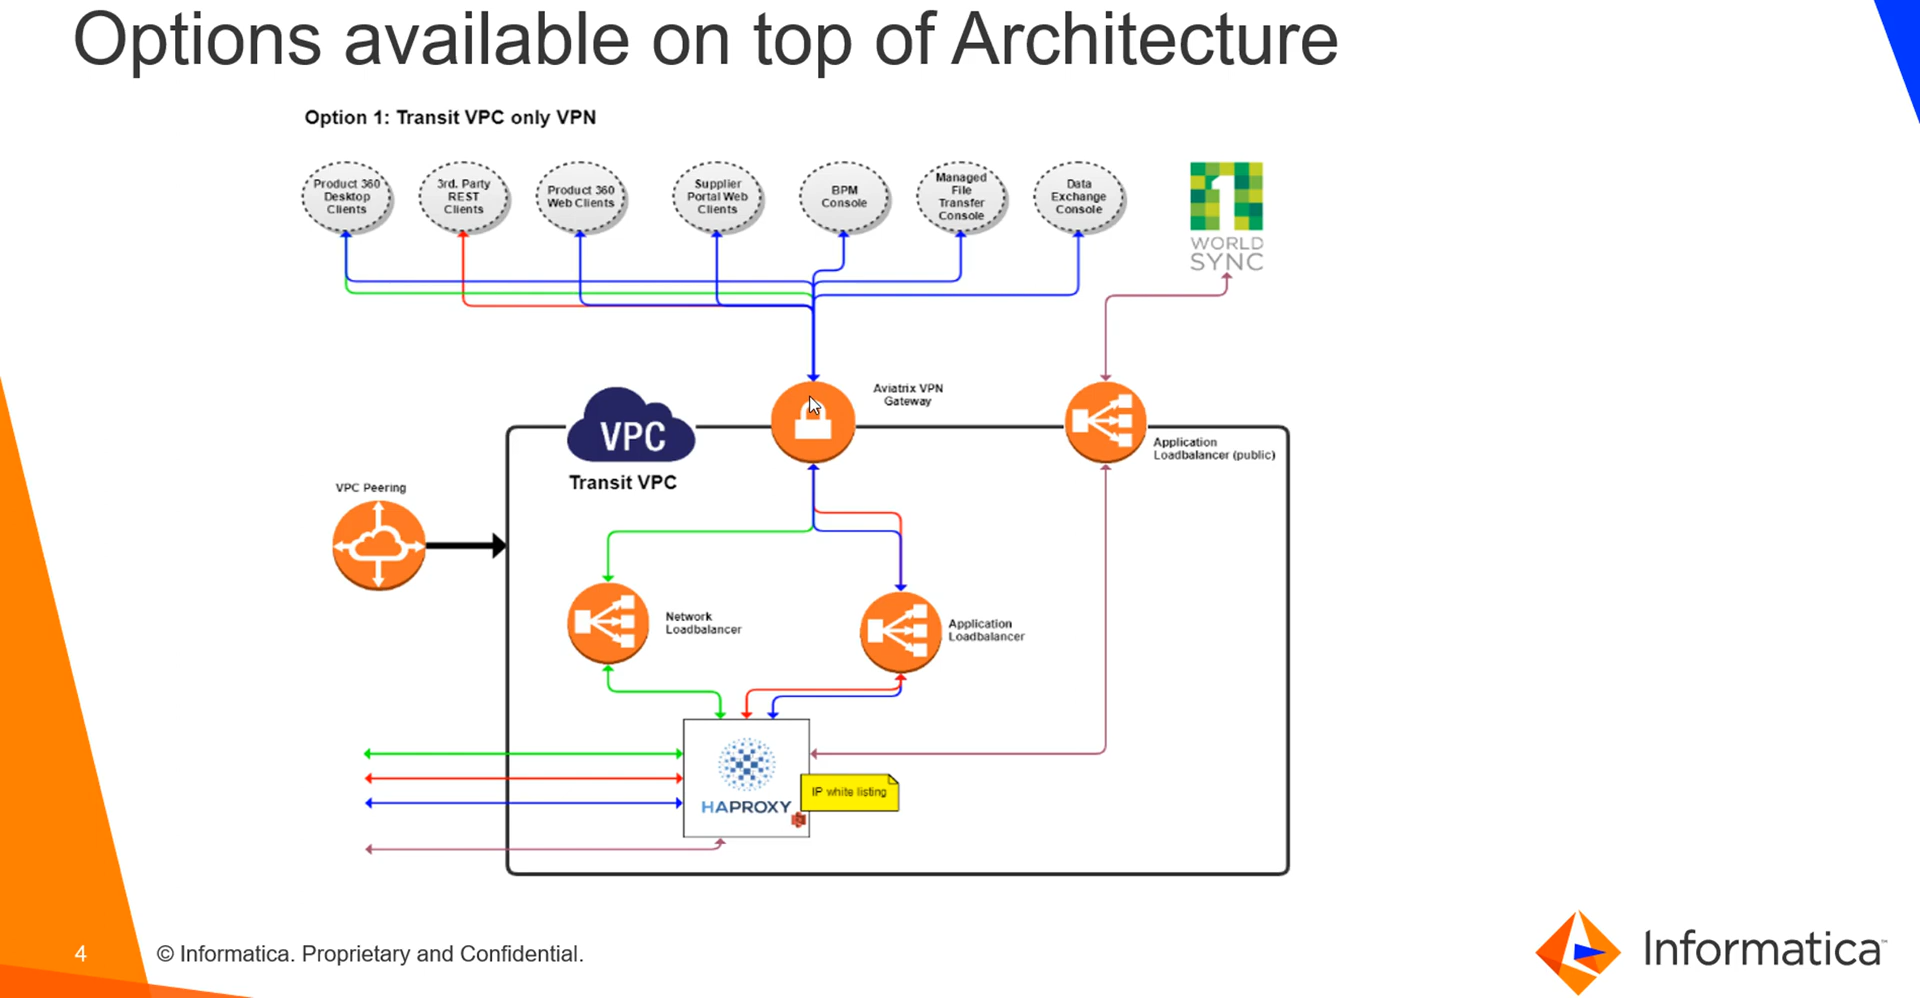 Options available on top of Architecture
Option 1: Transit VPC only VPN
Product 360
Desktop
Clients
3rd. Party
REST
Clients
Product 360
Web Clients
Supplier
Portal Web
Clients
BPM
Console
Managed
File
Transfer
Console
Data
Exchange
Console
1
WORLD
SYNC
Aviatrix VPN
Gateway
VPC
Transit VPC
Application
Loadbalancer (public)
VPC Peering
Network
Loadbalancer
Application
Loadbalancer
HAPROXY
IP white listing
4
© Informatica. Proprietary and Confidential.
Informatica™